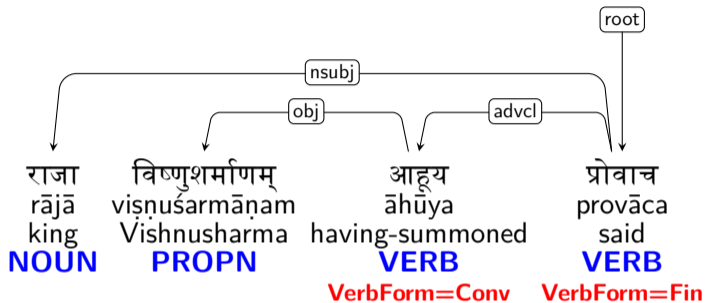 root
nsubj
obj advcl
राजा विष्णुशर्माणम् आहूय प्रोवाच
rājā viṣṇuśarmāṇam āhūya provāca
king Vishnusharma having-summoned said
NOUN PROPN VERB VERB
VerbForm=Conv VerbForm=Fin